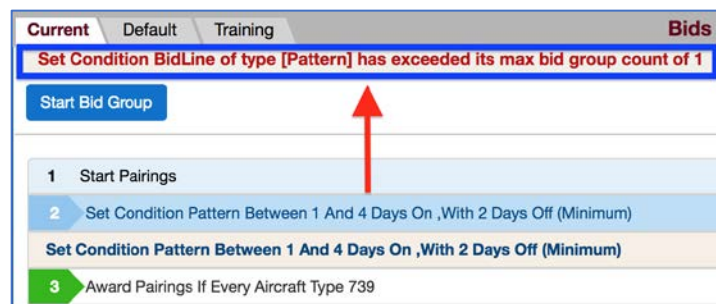 Current Default Training Bids
Set Condition BidLine of type [Pattern] has exceeded its max bid group count of 1
Start Bid Group
1 Start Pairings
2 Set Condition Pattern Between 1 And 4 Days On ,With 2 Days Off (Minimum)
Set Condition Pattern Between 1 And 4 Days On ,With 2 Days Off (Minimum)
3 Award Pairings If Every Aircraft Type 739